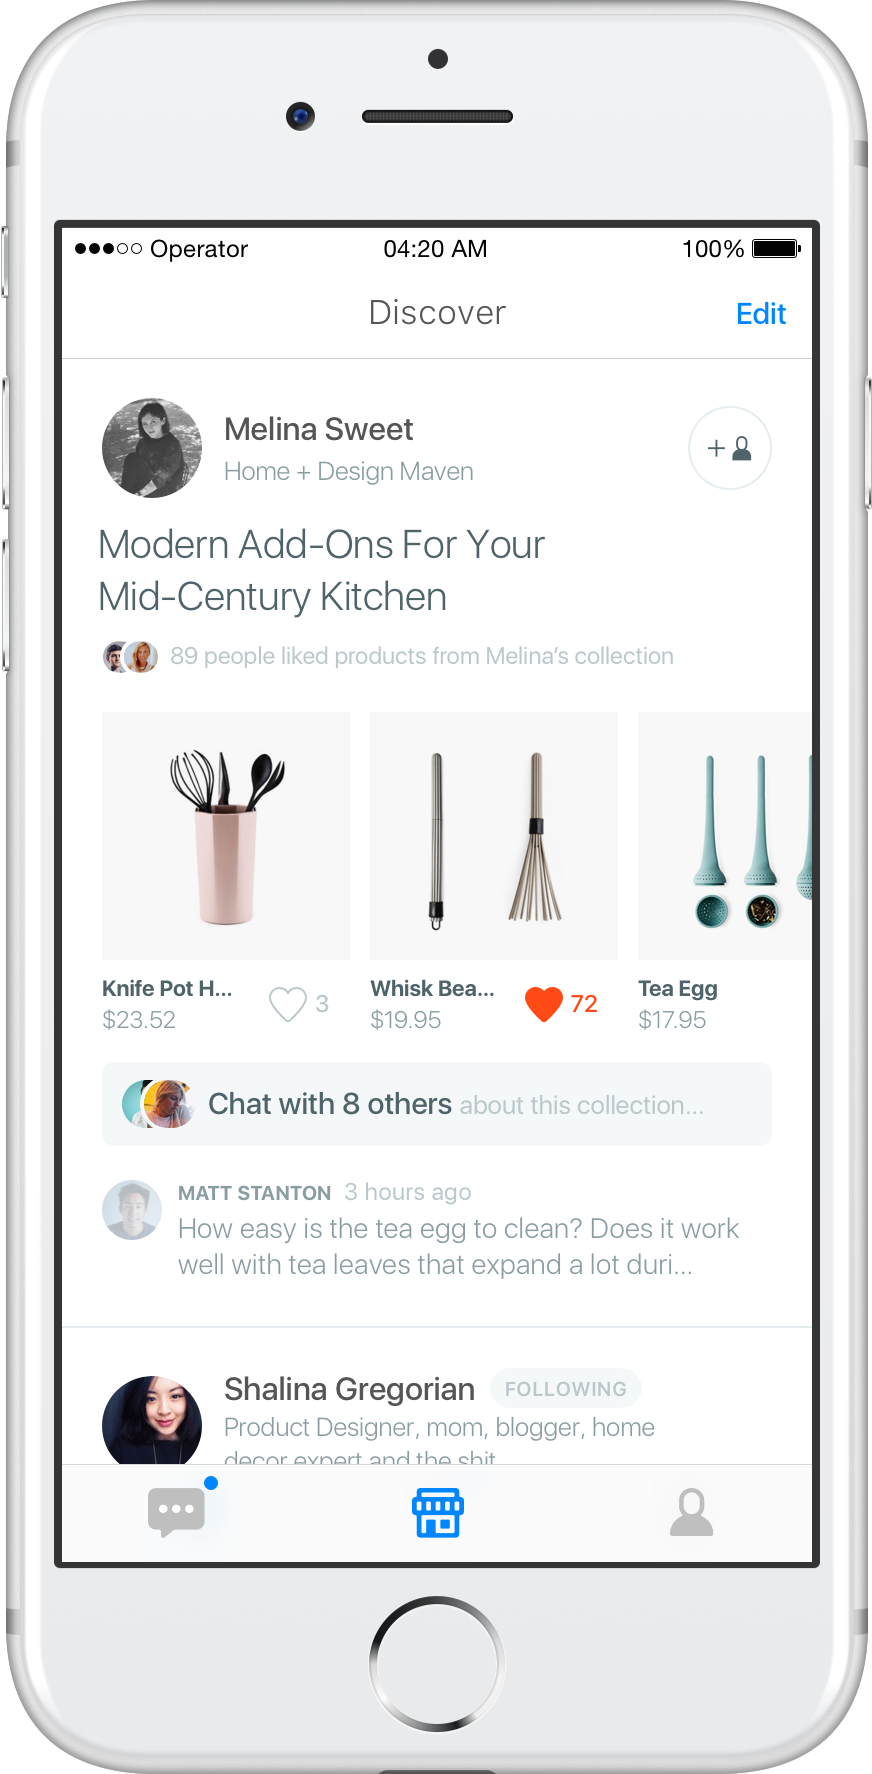 Operator 04:20 AM 100%
Discover Edit
Melina Sweet
Home + Design Maven
Modern Add-Ons For Your
Mid-Century Kitchen
89 people liked products from Melina's collection
Knife Pot H... 3
$23.52
Whisk Bea... 72
$19.95
Tea Egg
$17.95
Chat with 8 others about this collection...
MATT STANTON 3 hours ago
How easy is the tea egg to clean? Does it work
well with tea leaves that expand a lot duri...
Shalina Gregorian FOLLOWING
Product Designer, mom, blogger, home
decor expert and the shit